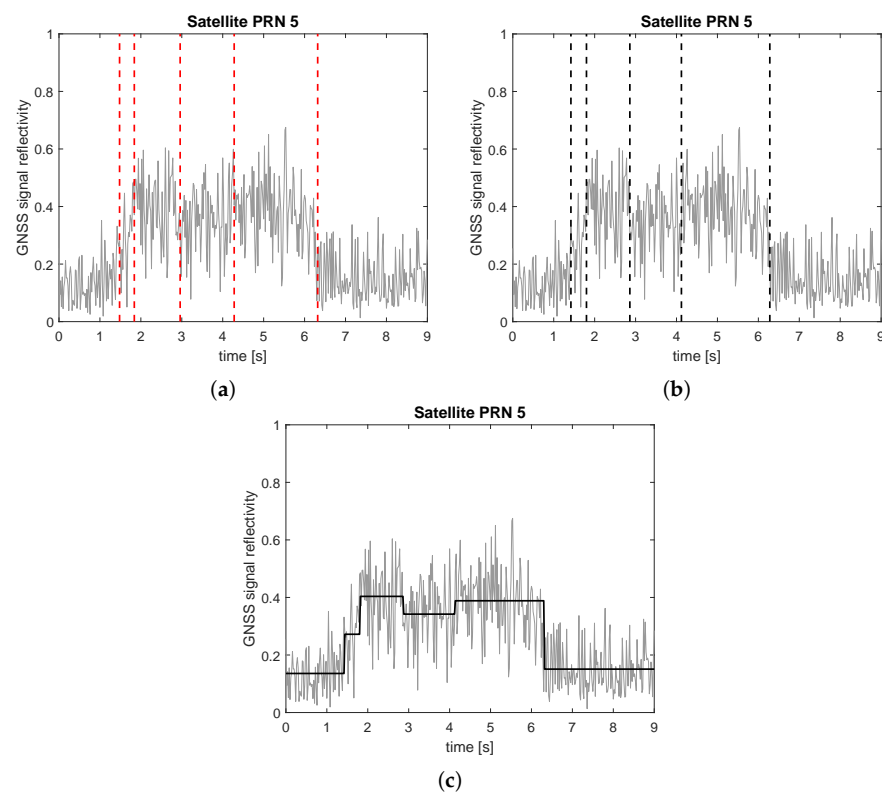 Satellite PRN 5
GNSS signal reflectivity
1
0.8
0.6
0.4
0.2
0
0 1 2 3 4 5 6 7 8 9
time [s]
(a)
Satellite PRN 5
GNSS signal reflectivity
1
0.8
0.6
0.4
0.2
0
0 1 2 3 4 5 6 7 8 9
time [s]
(b)
Satellite PRN 5
GNSS signal reflectivity
1
0.8
0.6
0.4
0.2
0
0 1 2 3 4 5 6 7 8 9
time [s]
(c)